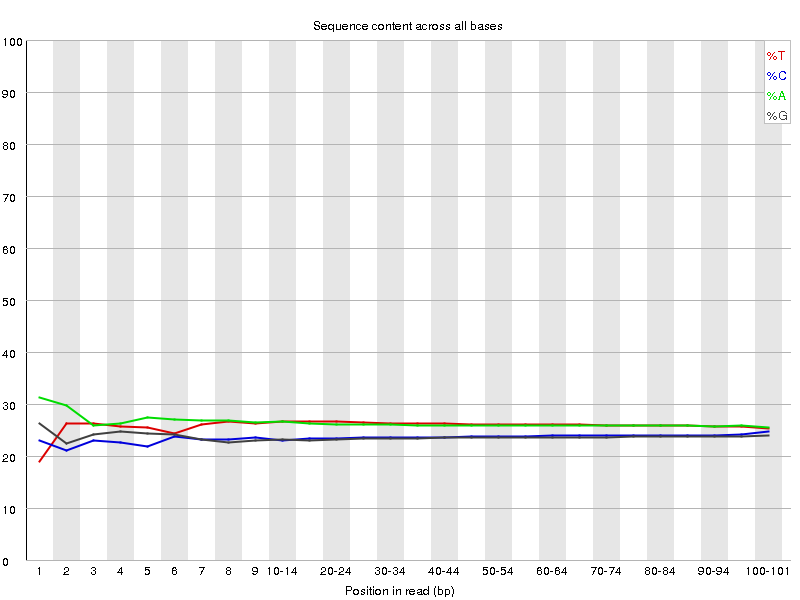 Sequence content across all bases
100
90
80
70
60
50
40
30
20
10
0
%T
%C
%A
%G
1 2 3 4 5 6 7 8 9 10-14 20-24 30-34 40-44 50-54 60-64 70-74 80-84 90-94 100-101
Position in read (bp)